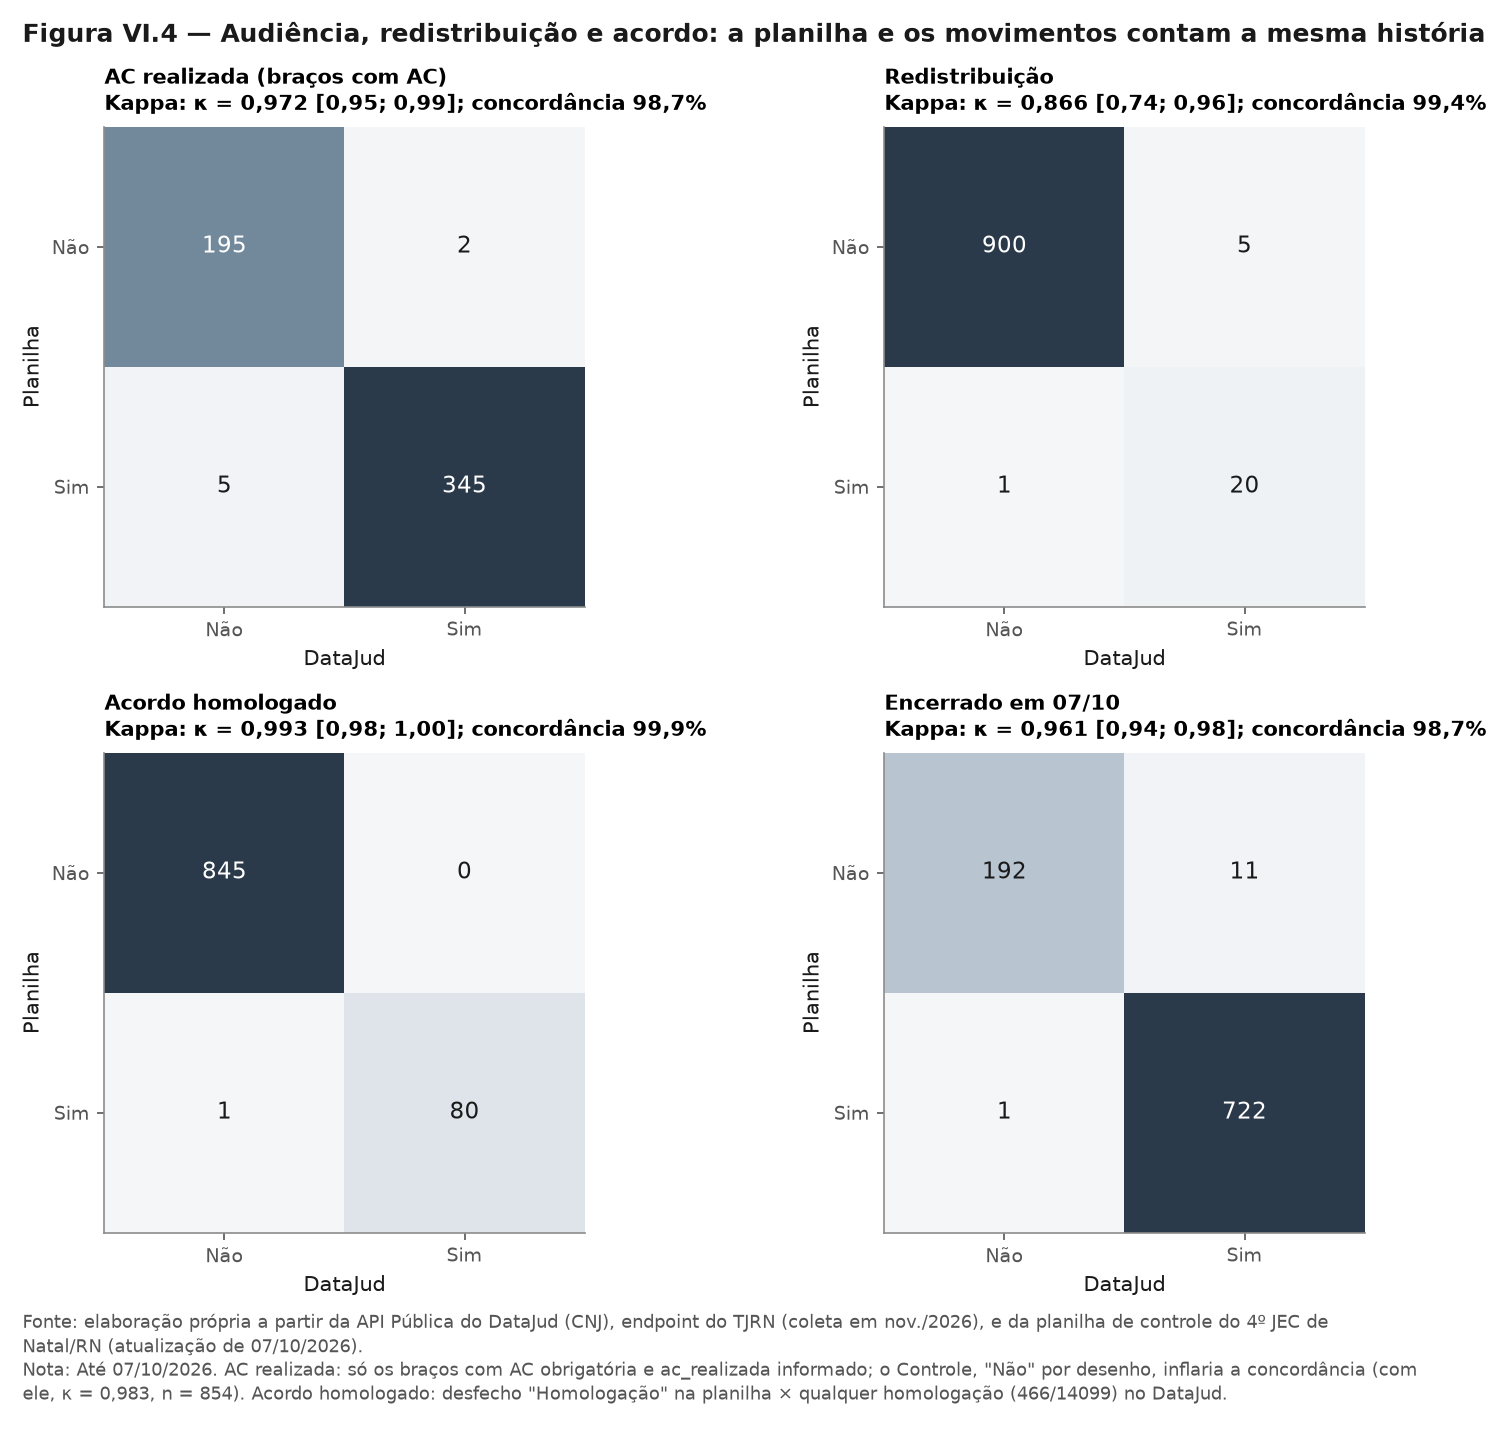 Figura VI.4 — Audiência, redistribuição e acordo: a planilha e os movimentos contam a mesma história
AC realizada (braços com AC)
Kappa: κ = 0,972 [0,95; 0,99]; concordância 98,7%
Planilha
Não
195
2
Sim
5
345
Não
Sim
DataJud
Redistribuição
Kappa: κ = 0,866 [0,74; 0,96]; concordância 99,4%
Planilha
Não
900
5
Sim
1
20
Não
Sim
DataJud
Acordo homologado
Kappa: κ = 0,993 [0,98; 1,00]; concordância 99,9%
Planilha
Não
845
0
Sim
1
80
Não
Sim
DataJud
Encerrado em 07/10
Kappa: κ = 0,961 [0,94; 0,98]; concordância 98,7%
Planilha
Não
192
11
Sim
1
722
Não
Sim
DataJud
Fonte: elaboração própria a partir da API Pública do DataJud (CNJ), endpoint do TJRN (coleta em nov./2026), e da planilha de controle do 4º JEC de
Natal/RN (atualização de 07/10/2026).
Nota: Até 07/10/2026. AC realizada: só os braços com AC obrigatória e ac_realizada informado; o Controle, "Não" por desenho, inflaria a concordância (com
ele, κ = 0,983, n = 854). Acordo homologado: desfecho "Homologação" na planilha × qualquer homologação (466/14099) no DataJud.